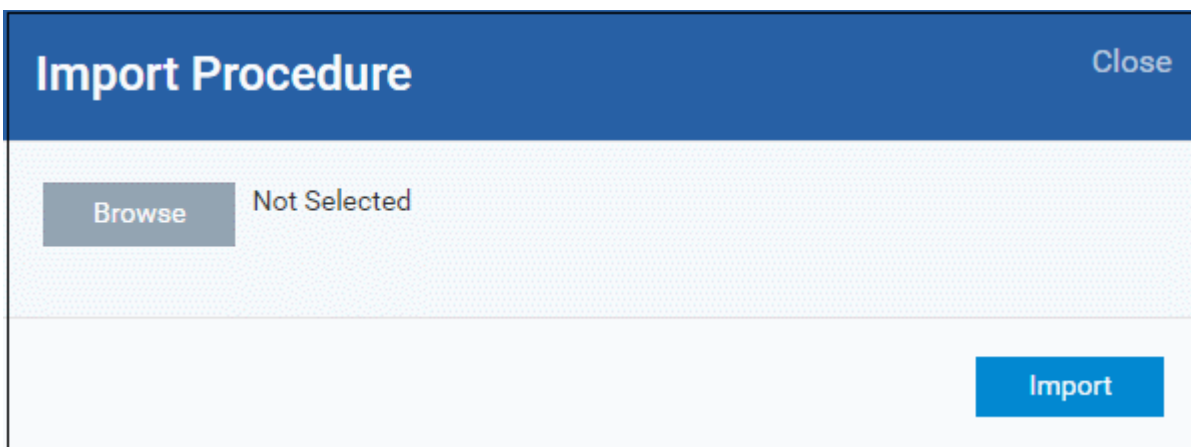 Import Procedure
Close
Browse
Not Selected
Import